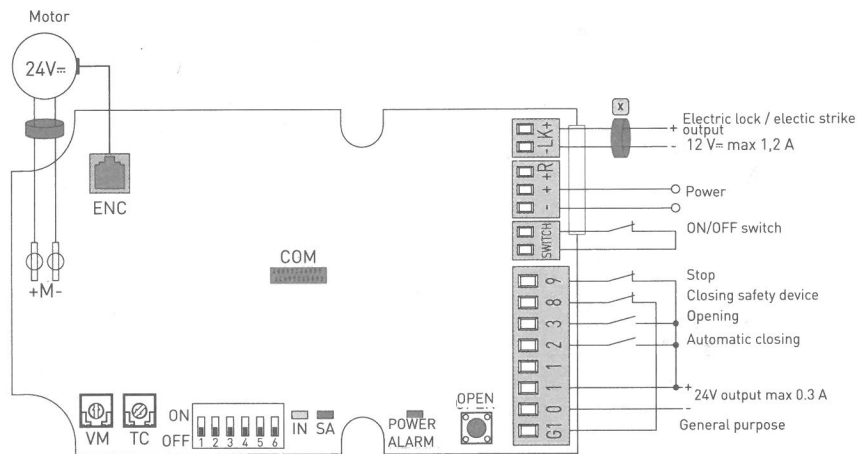 Motor
24V⎓
ENC
+M-
COM
VM
TC
ON
OFF
1 2 3 4 5 6
IN
SA
POWER
ALARM
OPEN
-LK+
- + +R
SWITCH
9
8
3
2
1
1
0
G1
x
Electric lock / electic strike
+ output
- 12 V⎓ max 1,2 A
Power
ON/OFF switch
Stop
Closing safety device
Opening
Automatic closing
+ 24V output max 0.3 A
-
General purpose